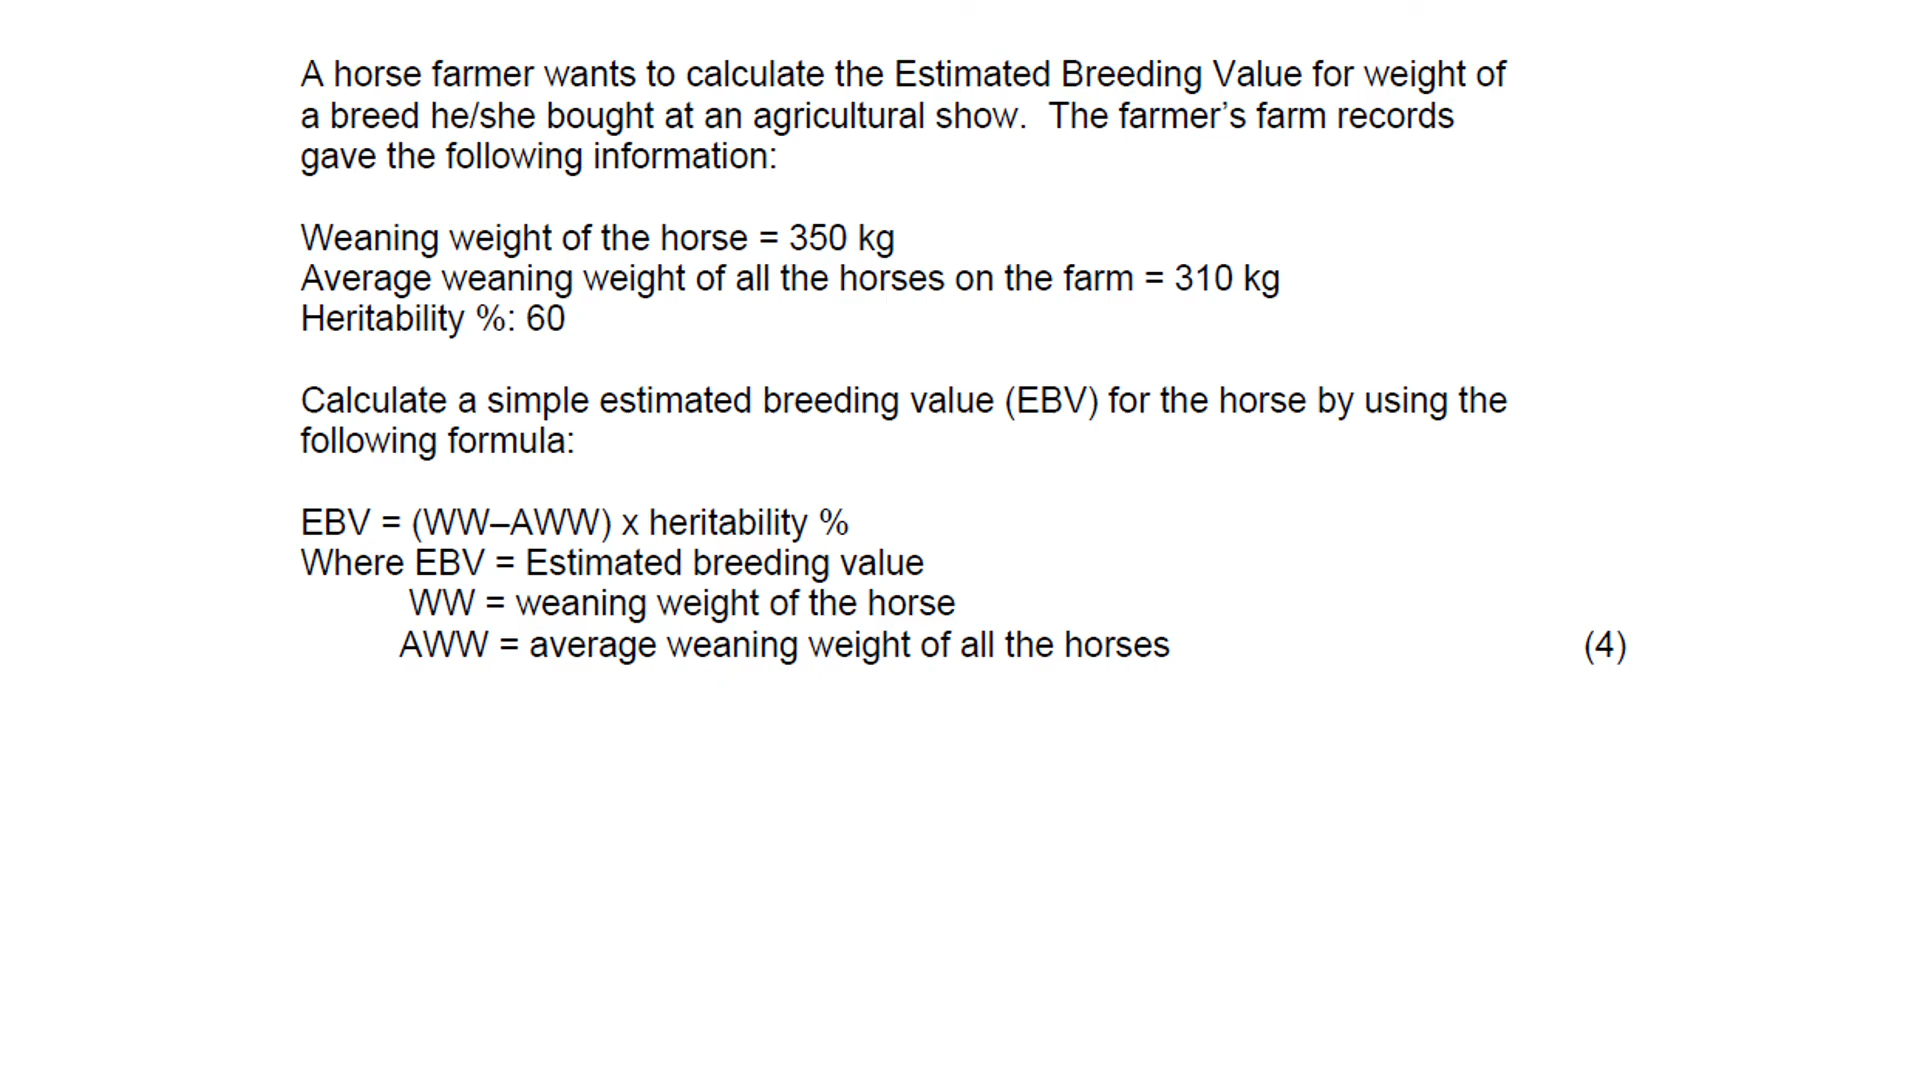 A horse farmer wants to calculate the Estimated Breeding Value for weight of
a breed he/she bought at an agricultural show.  The farmer’s farm records
gave the following information:
Weaning weight of the horse = 350 kg
Average weaning weight of all the horses on the farm = 310 kg
Heritability %: 60
Calculate a simple estimated breeding value (EBV) for the horse by using the
following formula:
EBV = (WW–AWW) x heritability %
Where EBV = Estimated breeding value
WW = weaning weight of the horse
AWW = average weaning weight of all the horses (4)